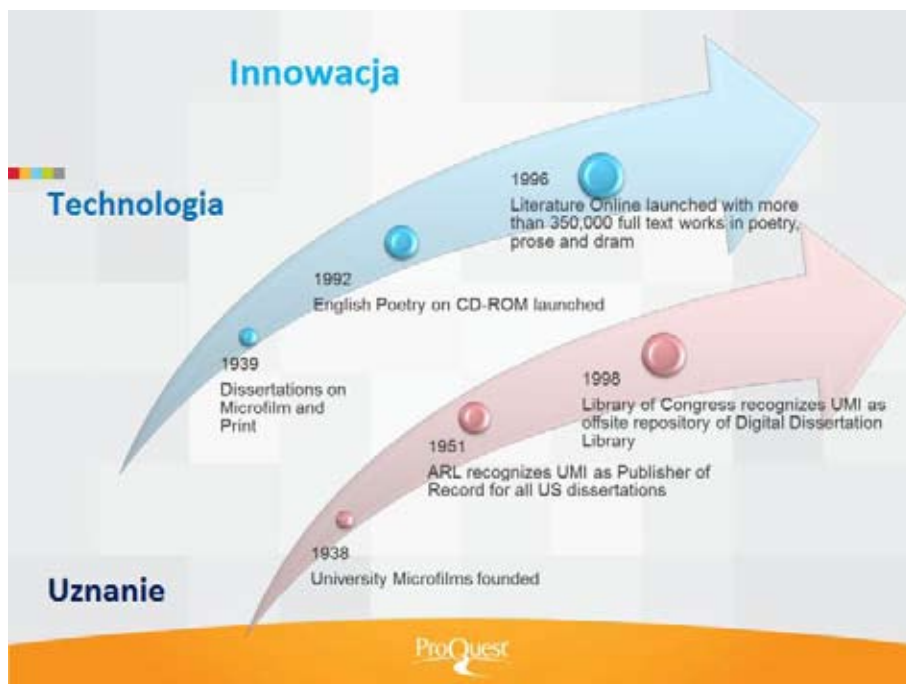 Innowacja
Technologia
1996
Literature Online launched with more
than 350,000 full text works in poetry,
prose and dram
1992
English Poetry on CD-ROM launched
1939
Dissertations on
Microfilm and
Print
1998
Library of Congress recognizes UMI as
offsite repository of Digital Dissertation
Library
1951
ARL recognizes UMI as Publisher of
Record for all US dissertations
1938
University Microfilms founded
Uznanie
ProQuest